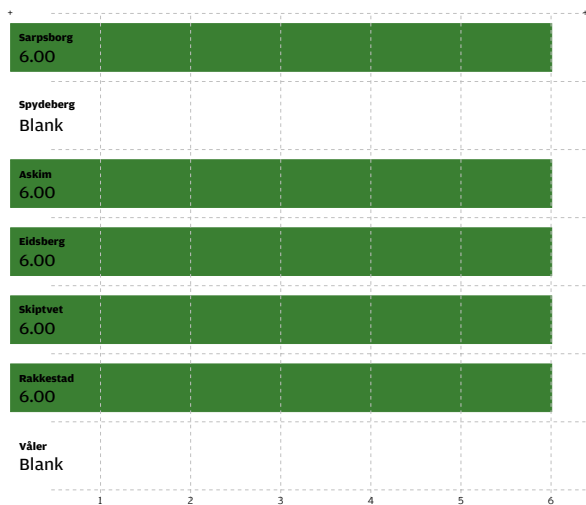 Sarpsborg
6.00
Spydeberg
Blank
Askim
6.00
Eidsberg
6.00
Skiptvet
6.00
Rakkestad
6.00
Våler
Blank
1 2 3 4 5 6